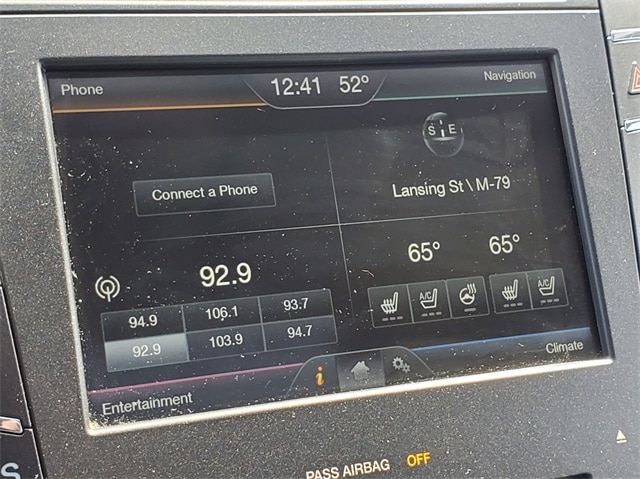 Phone
12:41 52°
Navigation
S E
Connect a Phone
Lansing St \ M-79
92.9
65° 65°
94.9 106.1 93.7
92.9 103.9 94.7
A/C A/C
Entertainment
i
Climate
PASS AIRBAG OFF
S